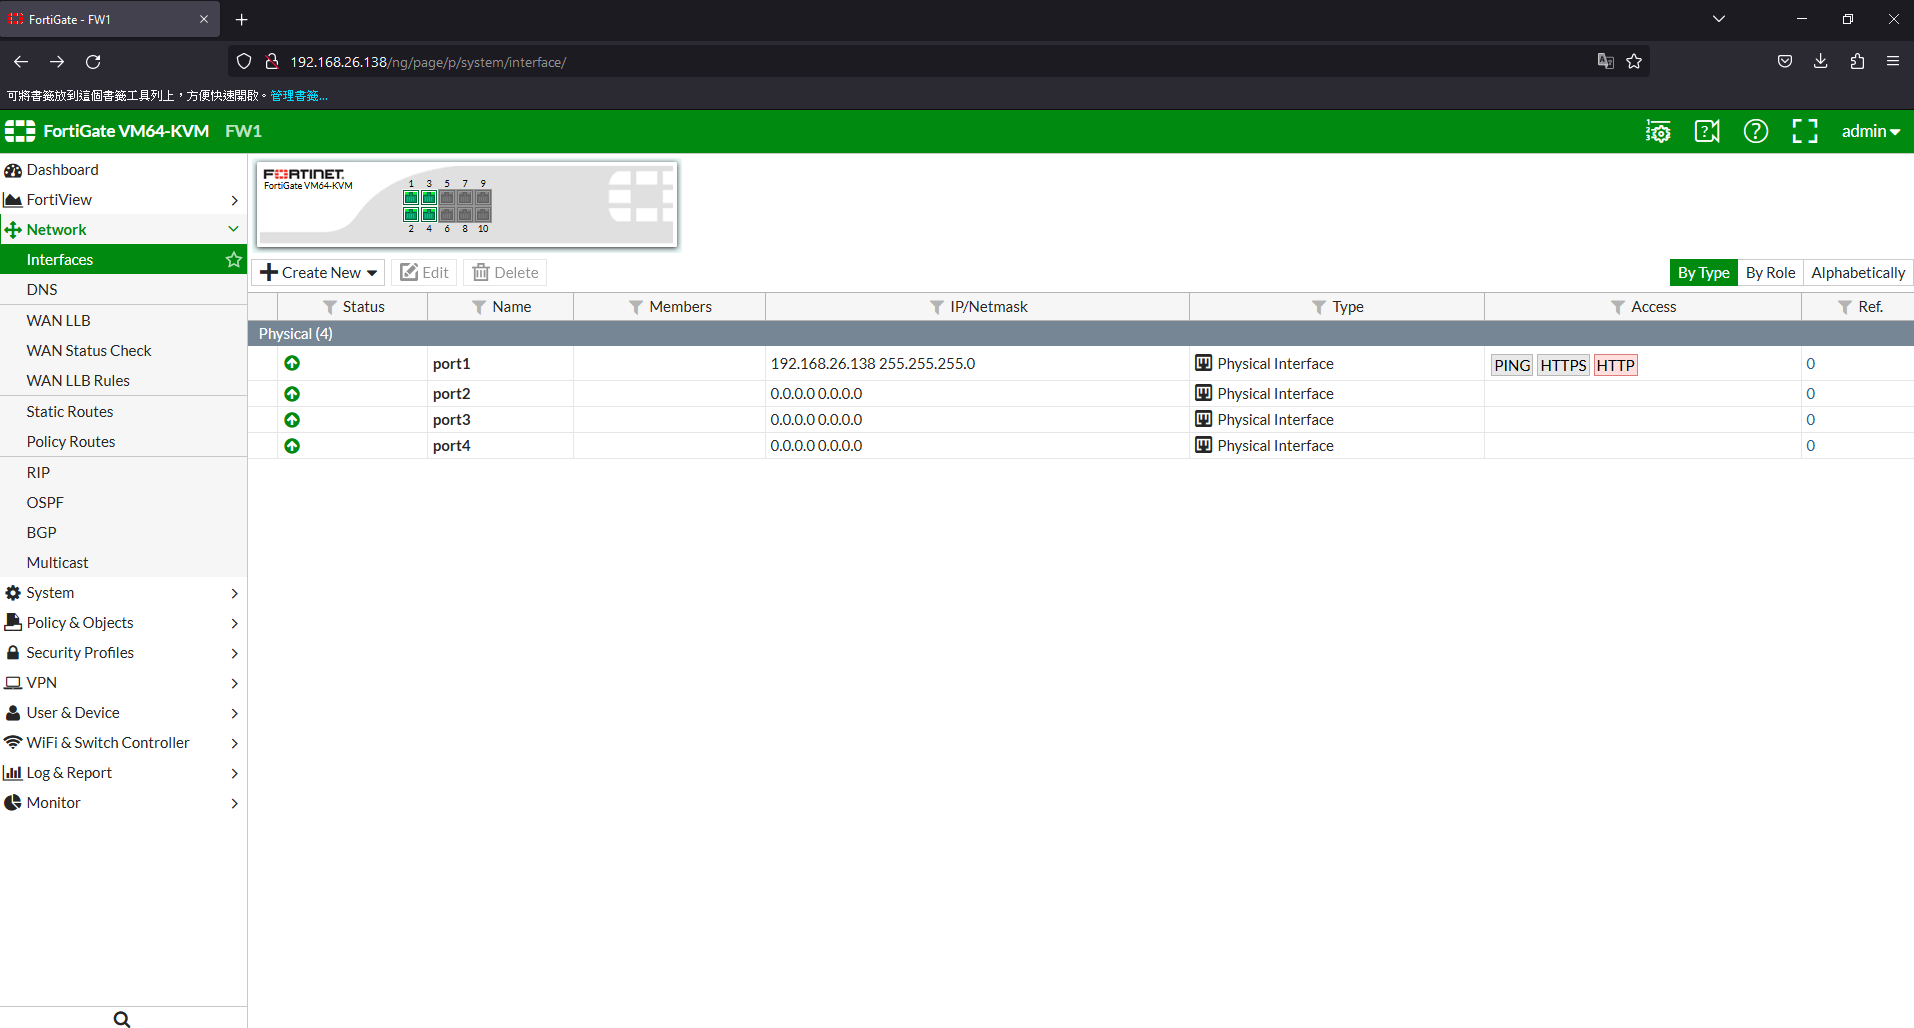 FortiGate - FW1
192.168.26.138/ng/page/p/system/interface/
可將書籤放到這個書籤工具列上，方便快速開啟。管理書籤...
FortiGate VM64-KVM FW1
admin
Dashboard
FortiView
Network
Interfaces
DNS
WAN LLB
WAN Status Check
WAN LLB Rules
Static Routes
Policy Routes
RIP
OSPF
BGP
Multicast
System
Policy & Objects
Security Profiles
VPN
User & Device
WiFi & Switch Controller
Log & Report
Monitor
FORTINET
FortiGate VM64-KVM
1 3 5 7 9
2 4 6 8 10
Create New Edit Delete
By Type By Role Alphabetically
Status Name Members IP/Netmask Type Access Ref.
Physical (4)
port1 192.168.26.138 255.255.255.0 Physical Interface PING HTTPS HTTP 0
port2 0.0.0.0 0.0.0.0 Physical Interface 0
port3 0.0.0.0 0.0.0.0 Physical Interface 0
port4 0.0.0.0 0.0.0.0 Physical Interface 0